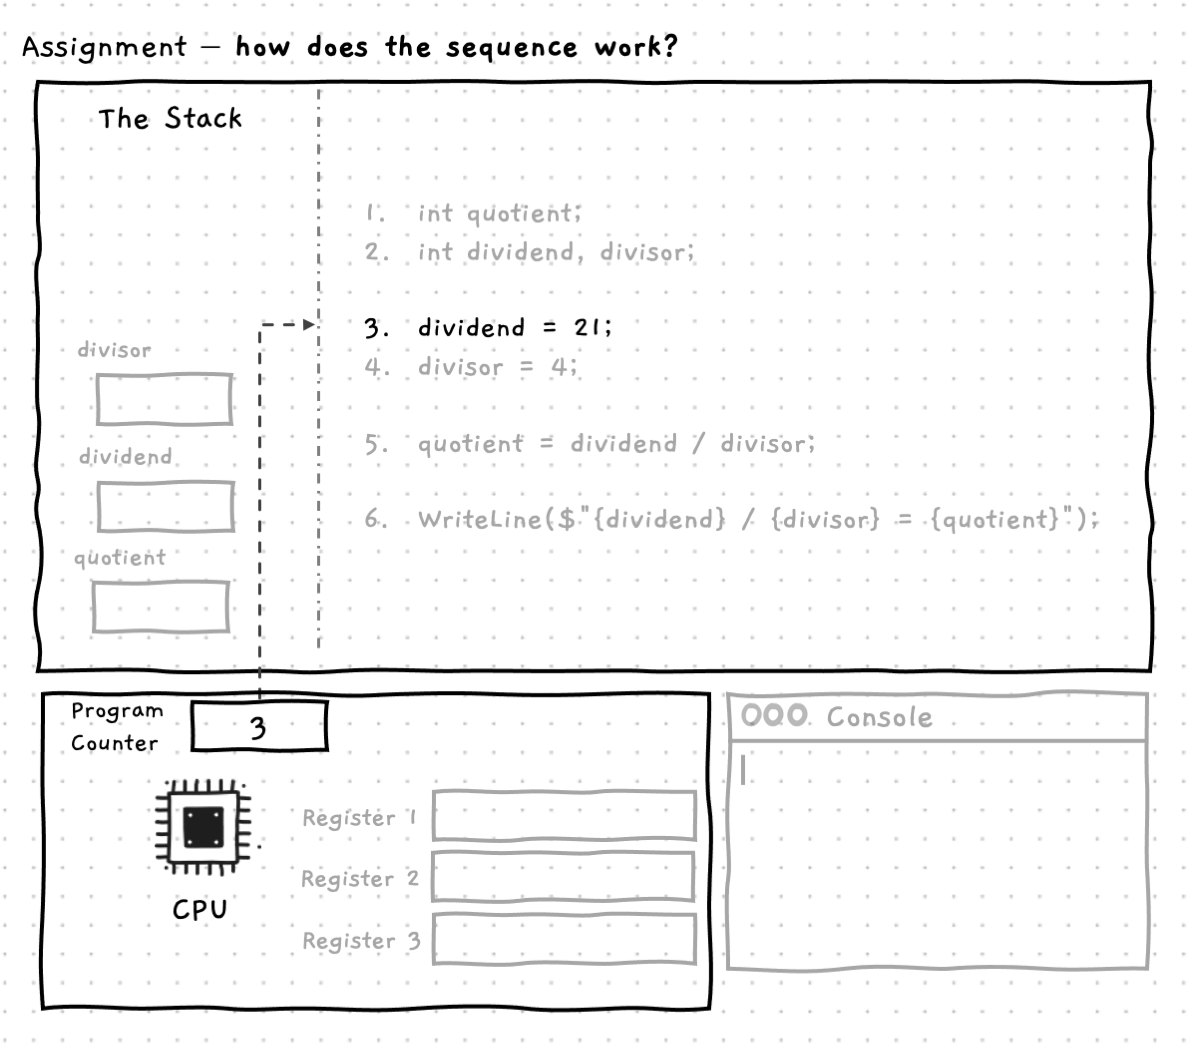 Assignment – how does the sequence work?
The Stack
1. int quotient;
2. int dividend, divisor;
3. dividend = 21;
4. divisor = 4;
5. quotient = dividend / divisor;
6. WriteLine($"{dividend} / {divisor} = {quotient}");
divisor
dividend
quotient
Program
Counter
3
CPU
Register 1
Register 2
Register 3
Console